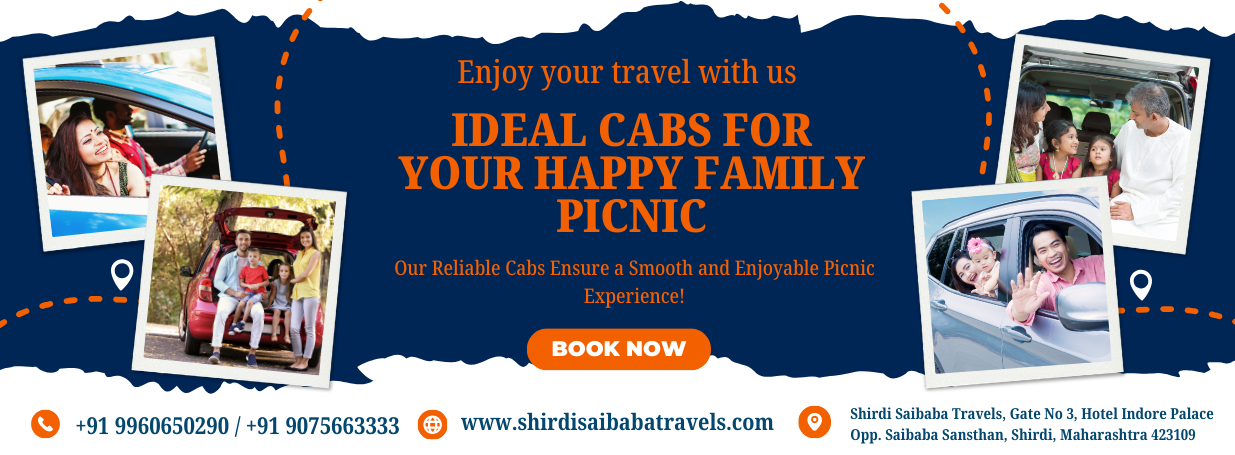 Enjoy your travel with us
IDEAL CABS FOR
YOUR HAPPY FAMILY
PICNIC
Our Reliable Cabs Ensure a Smooth and Enjoyable Picnic
Experience!
BOOK NOW
+91 9960650290 / +91 9075663333
www.shirdisaibabatravels.com
Shirdi Saibaba Travels, Gate No 3, Hotel Indore Palace
Opp. Saibaba Sansthan, Shirdi, Maharashtra 423109